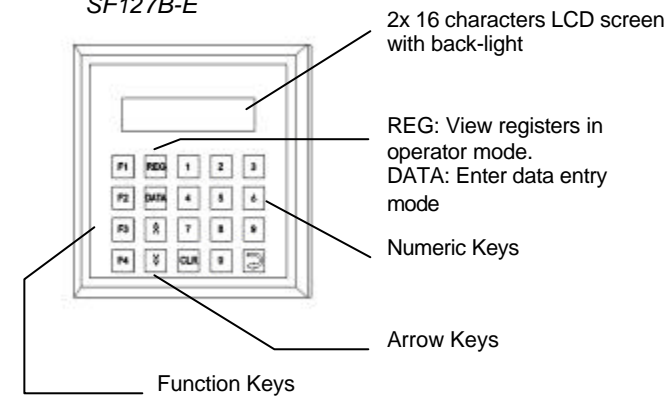 SF127B-E
2x 16 characters LCD screen
with back-light
REG: View registers in
operator mode.
DATA: Enter data entry
mode
F1 REG 1 2 3
F2 DATA 4 5 6
F3 7 8 9
F4 CLR 0
Numeric Keys
Arrow Keys
Function Keys